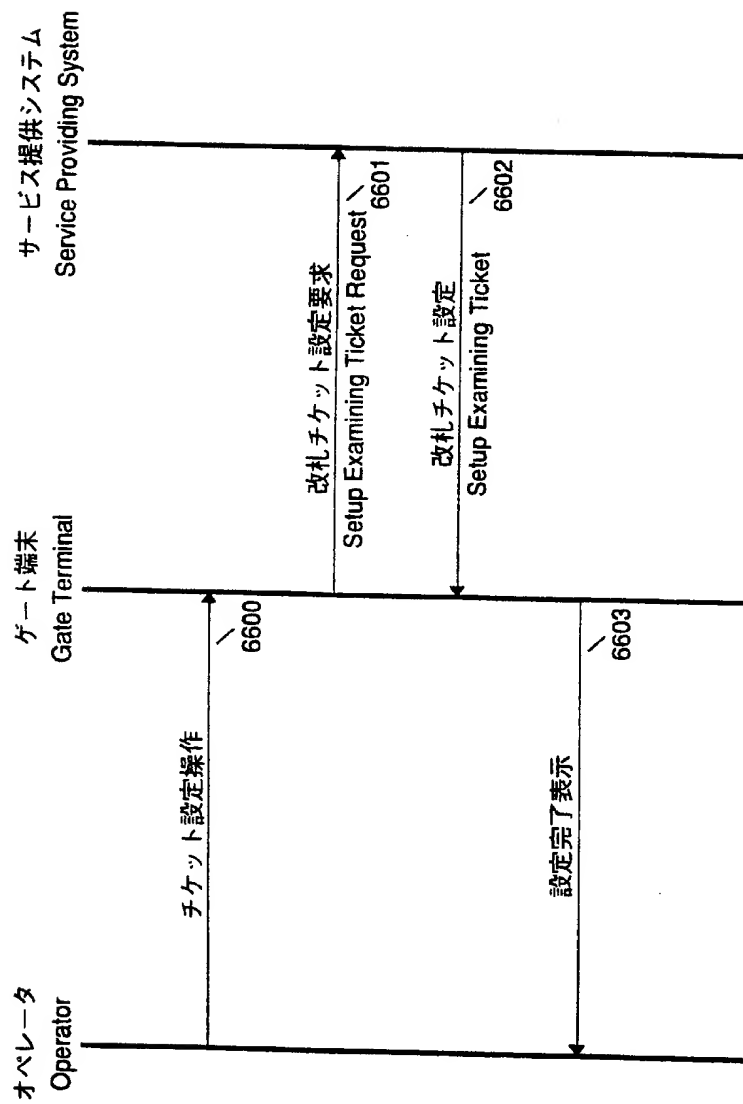 オペレータ
Operator
ゲート端末
Gate Terminal
サービス提供システム
Service Providing System
チケット設定操作
6600
改札チケット設定要求
Setup Examining Ticket Request
6601
改札チケット設定
Setup Examining Ticket
6602
設定完了表示
6603